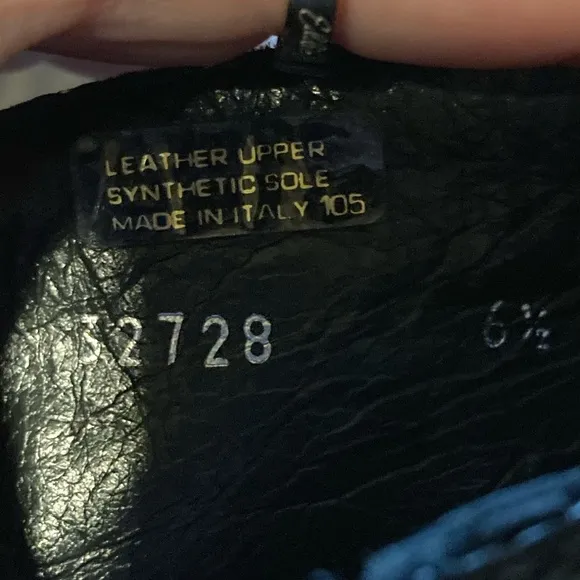 LEATHER UPPER
SYNTHETIC SOLE
MADE IN ITALY 105
32728 6½